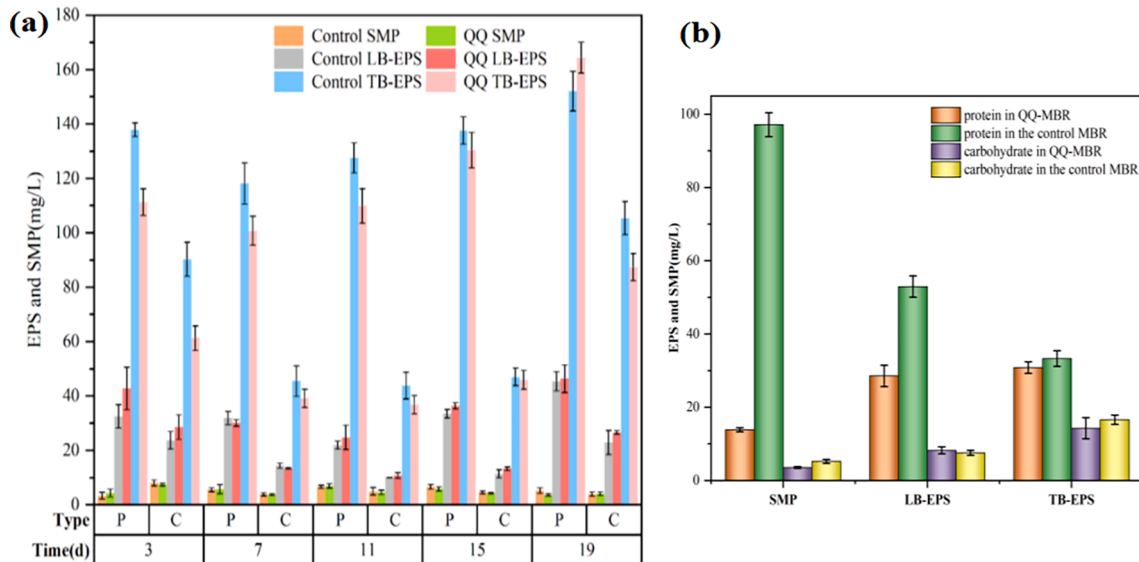 (a)
EPS and SMP(mg/L)
180
160
140
120
100
80
60
40
20
0
Control SMP
Control LB-EPS
Control TB-EPS
QQ SMP
QQ LB-EPS
QQ TB-EPS
Type P C P C P C P C P C
Time(d) 3 7 11 15 19
(b)
EPS and SMP(mg/L)
100
80
60
40
20
0
protein in QQ-MBR
protein in the control MBR
carbohydrate in QQ-MBR
carbohydrate in the control MBR
SMP LB-EPS TB-EPS